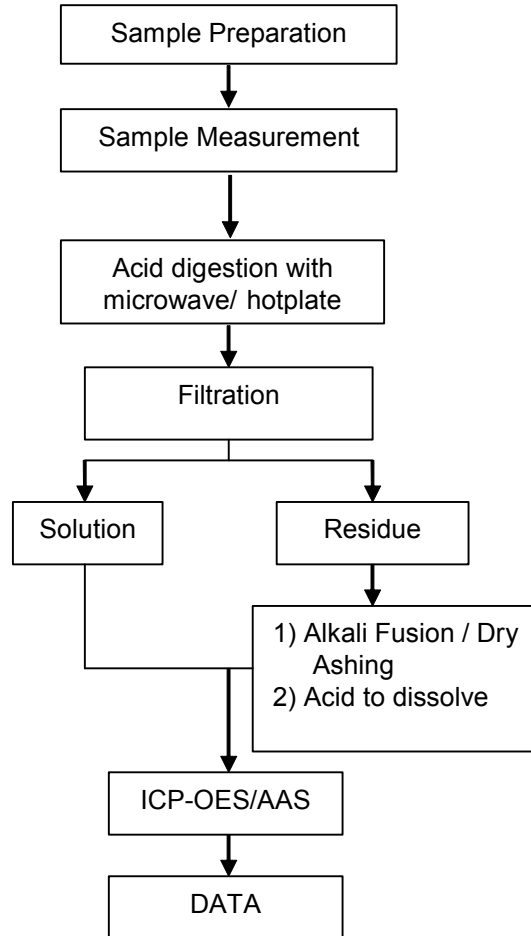 Sample Preparation
Sample Measurement
Acid digestion with
microwave/ hotplate
Filtration
Solution
Residue
1) Alkali Fusion / Dry
Ashing
2) Acid to dissolve
ICP-OES/AAS
DATA